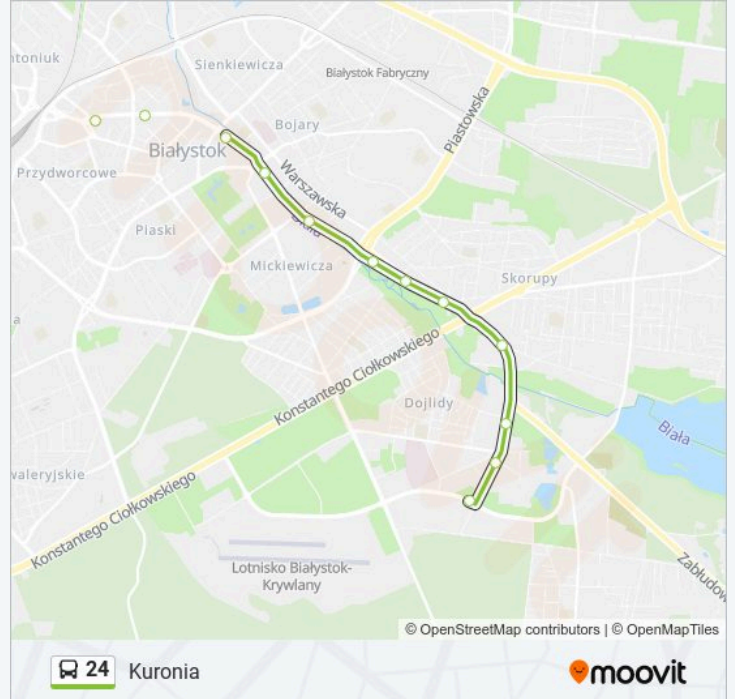 ntoniuk
Sienkiewicza
Białystok Fabryczny
Piastowska
Bojary
Białystok
Warszawska
Przydworcowe
Piaski
Mickiewicza
Skorupy
a
Konstantego Ciołkowskiego
Dojlidy
Biała
waleryjskie
Konstantego Ciołkowskiego
Lotnisko Białystok-
Krywlany
Zabłudow
© OpenStreetMap contributors | © OpenMapTiles
24 Kuronia
moovit